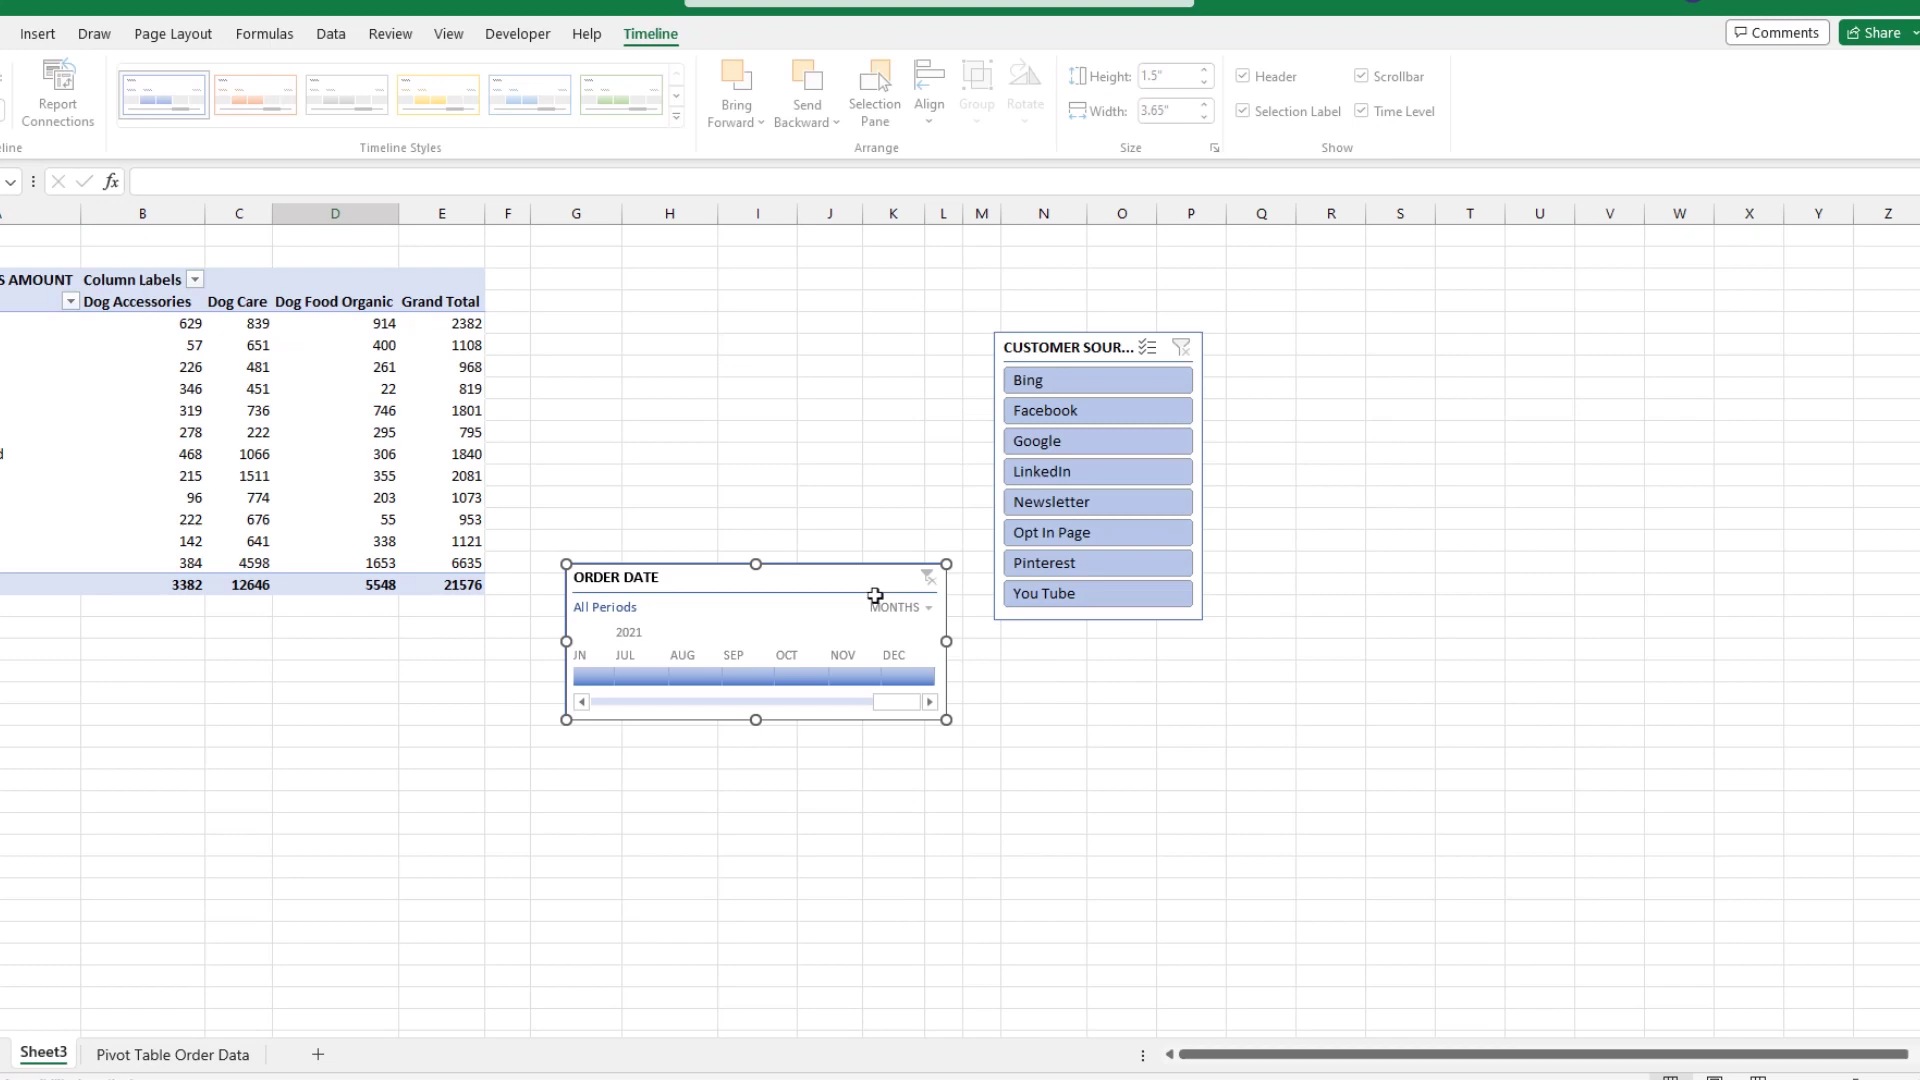 Insert Draw Page Layout Formulas Data Review View Developer Help Timeline Comments Share
Report Connections
Bring Forward
Send Backward
Selection Pane
Align
Group
Rotate
Height: 1.5"
Width: 3.65"
Header
Scrollbar
Selection Label
Time Level
line Timeline Styles Arrange Size Show
fx
B C D E F G H I J K L M N O P Q R S T U V W X Y Z
S AMOUNT Column Labels
Dog Accessories Dog Care Dog Food Organic Grand Total
629 839 914 2382
57 651 400 1108
226 481 261 968
346 451 22 819
319 736 746 1801
278 222 295 795
d 468 1066 306 1840
215 1511 355 2081
96 774 203 1073
222 676 55 953
142 641 338 1121
384 4598 1653 6635
3382 12646 5548 21576
ORDER DATE
All Periods MONTHS
2021
JN JUL AUG SEP OCT NOV DEC
CUSTOMER SOUR...
Bing
Facebook
Google
LinkedIn
Newsletter
Opt In Page
Pinterest
You Tube
Sheet3 Pivot Table Order Data